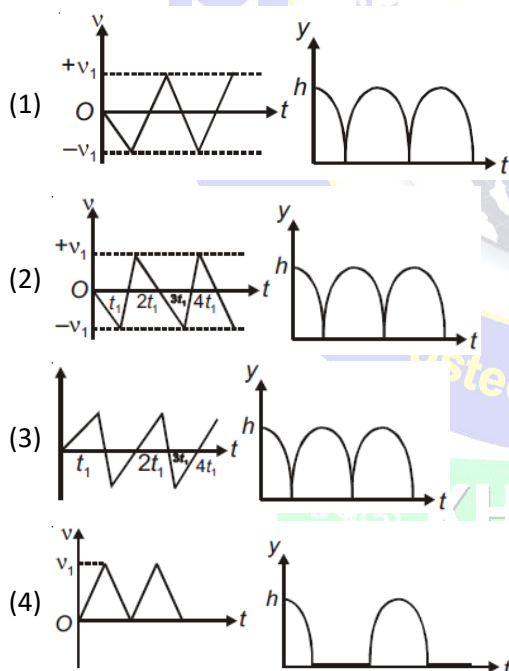 ν y
+ν₁ h
(1) O t
−ν₁ t
ν y
+ν₁ h
(2) O t₁ 2t₁ 3t₁ 4t₁ t
−ν₁ t
y
h
(3) t₁ 2t₁ 3t₁ 4t₁ t
t
ν y
ν₁
(4) h
O t
t